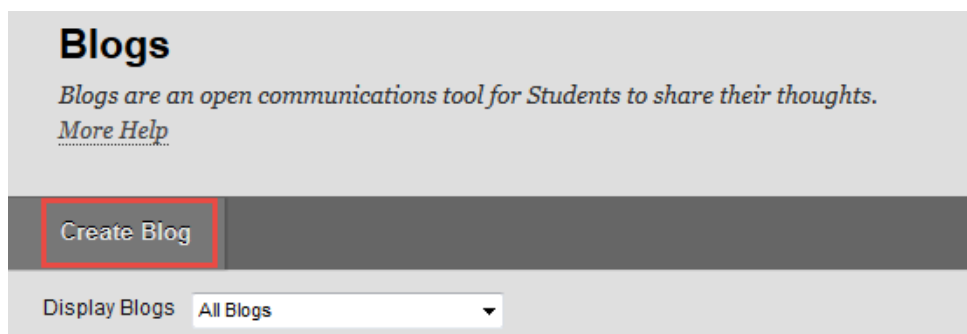 Blogs
Blogs are an open communications tool for Students to share their thoughts.
More Help
Create Blog
Display Blogs All Blogs